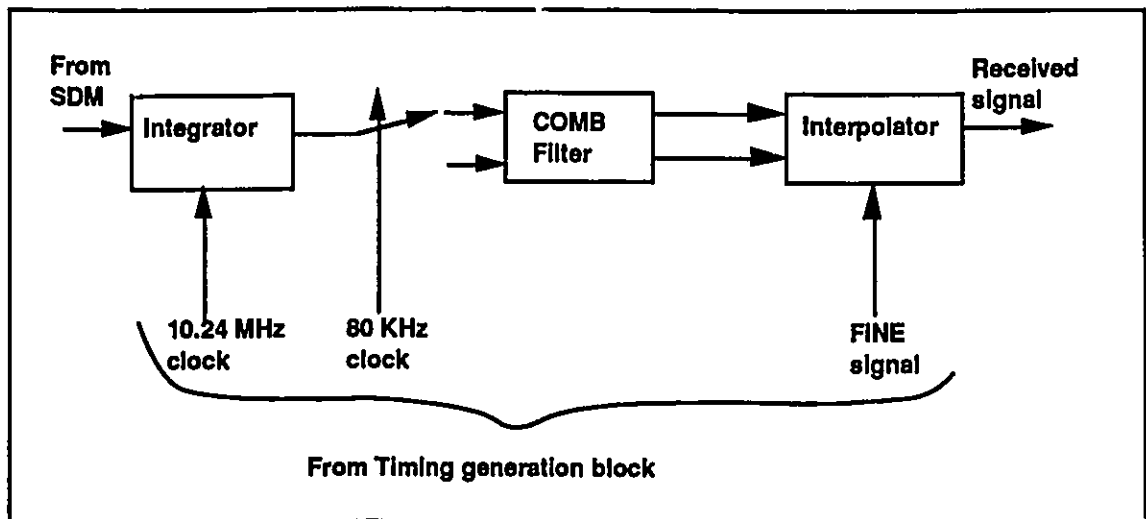 From
SDM
Integrator
COMB
Filter
Interpolator
Received
signal
10.24 MHz
clock
80 KHz
clock
FINE
signal
From Timing generation block